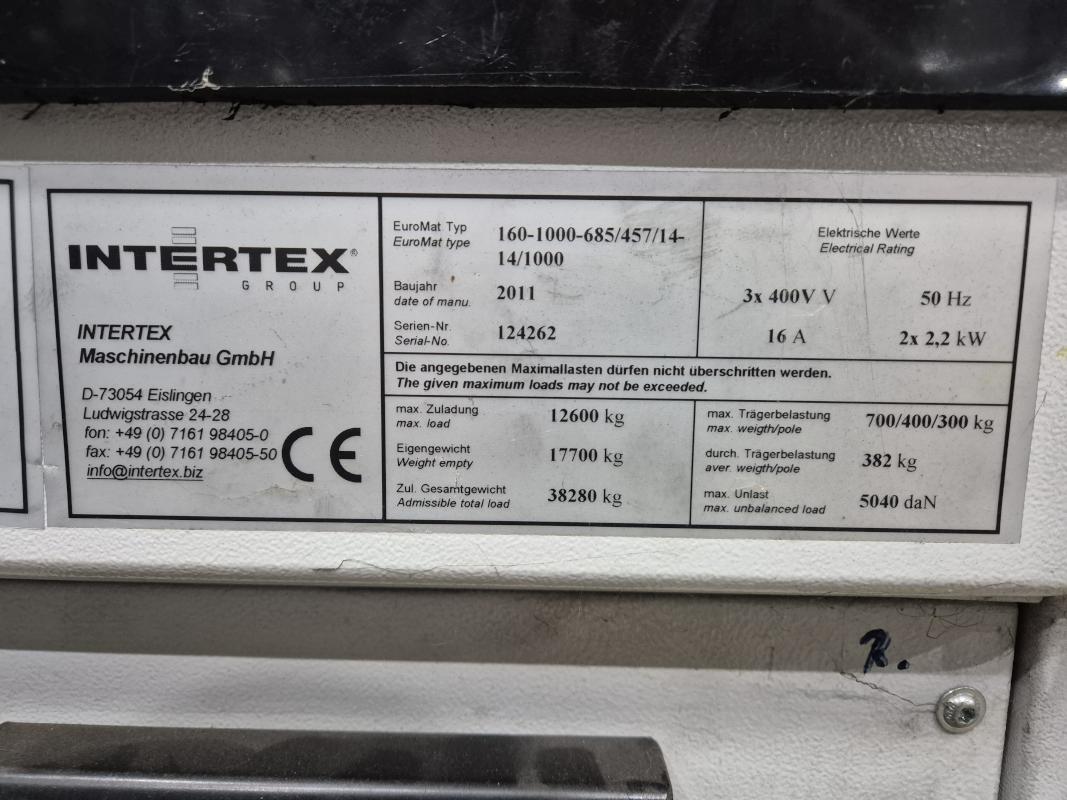 INTERTEX®
GROUP
INTERTEX
Maschinenbau GmbH
D-73054 Eislingen
Ludwigstrasse 24-28
fon: +49 (0) 7161 98405-0
fax: +49 (0) 7161 98405-50
info@intertex.biz
CE
EuroMat Typ
EuroMat type
160-1000-685/457/14-
14/1000
Baujahr
date of manu.
2011
Serien-Nr.
Serial-No.
124262
Elektrische Werte
Electrical Rating
3x 400V V 50 Hz
16 A 2x 2,2 kW
Die angegebenen Maximallasten dürfen nicht überschritten werden.
The given maximum loads may not be exceeded.
max. Zuladung
max. load
12600 kg
Eigengewicht
Weight empty
17700 kg
Zul. Gesamtgewicht
Admissible total load
38280 kg
max. Trägerbelastung
max. weigth/pole
700/400/300 kg
durch. Trägerbelastung
aver. weigth/pole
382 kg
max. Unlast
max. unbalanced load
5040 daN